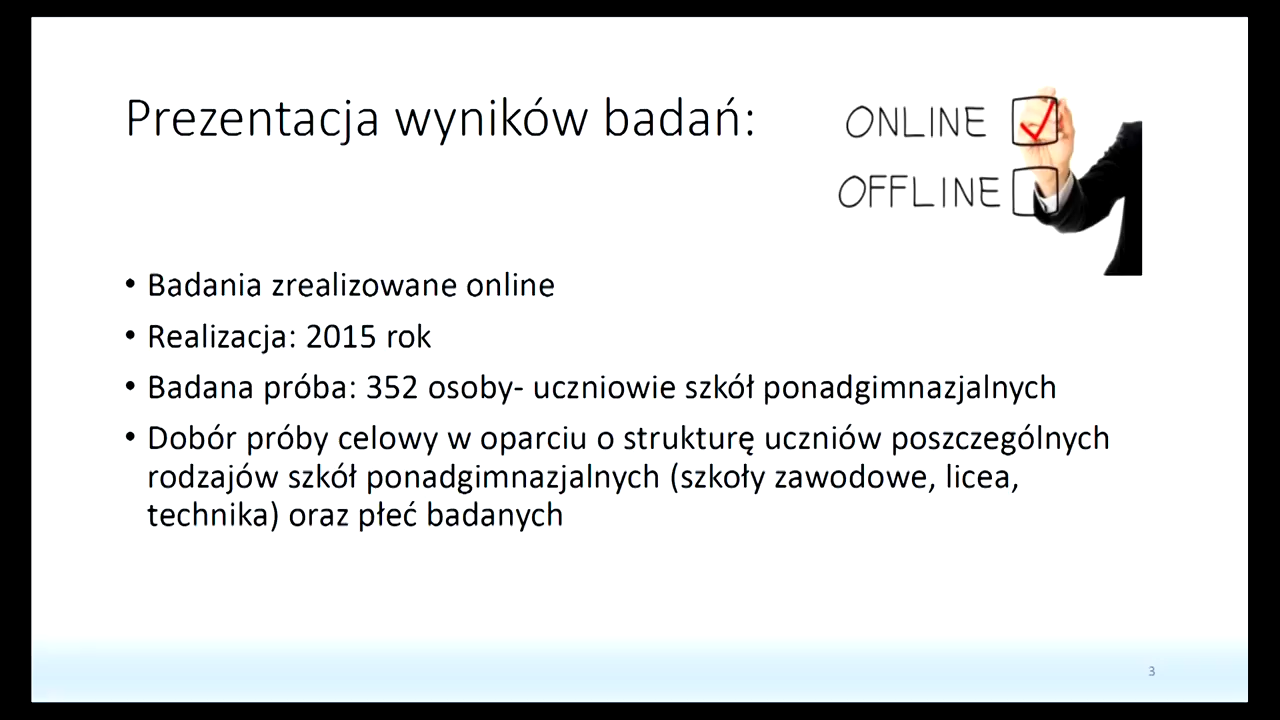 Prezentacja wyników badań:
ONLINE
OFFLINE
• Badania zrealizowane online
• Realizacja: 2015 rok
• Badana próba: 352 osoby- uczniowie szkół ponadgimnazjalnych
• Dobór próby celowy w oparciu o strukturę uczniów poszczególnych
rodzajów szkół ponadgimnazjalnych (szkoły zawodowe, licea,
technika) oraz płeć badanych
3